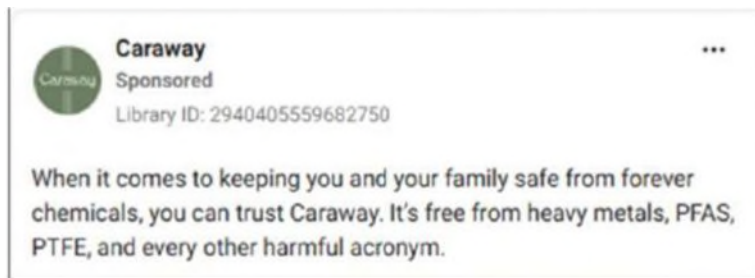 Caraway
Caraway
Sponsored
Library ID: 2940405559682750
When it comes to keeping you and your family safe from forever
chemicals, you can trust Caraway. It's free from heavy metals, PFAS,
PTFE, and every other harmful acronym.